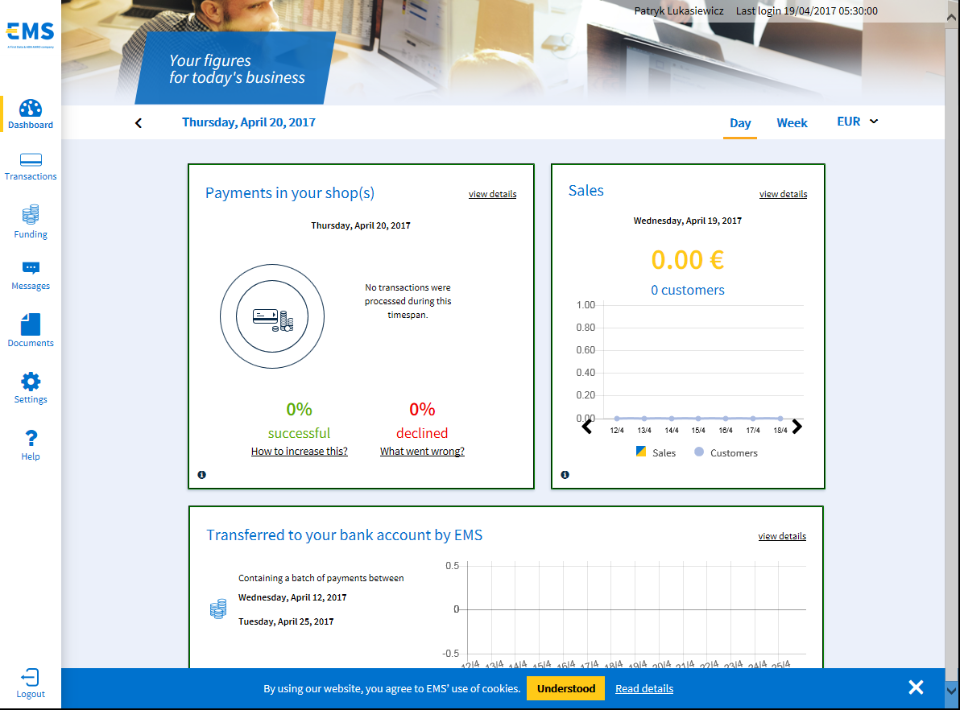 Patryk Lukasiewicz Last login 19/04/2017 05:30:00
EMS
Your figures
for today's business
Dashboard
Transactions
Funding
Messages
Documents
Settings
Help
Logout
Thursday, April 20, 2017
Day Week EUR
Payments in your shop(s) view details
Thursday, April 20, 2017
No transactions were
processed during this
timespan.
0% 0%
successful declined
How to increase this? What went wrong?
Sales view details
Wednesday, April 19, 2017
0.00 €
0 customers
1.00
0.80
0.60
0.40
0.20
0.00
12/4 13/4 14/4 15/4 16/4 17/4 18/4
Sales Customers
Transferred to your bank account by EMS view details
Containing a batch of payments between
Wednesday, April 12, 2017
Tuesday, April 25, 2017
0.5
0
-0.5
12/4 13/4 14/4 15/4 16/4 17/4 18/4 19/4 20/4 21/4 22/4 23/4 24/4 25/4
By using our website, you agree to EMS' use of cookies. Understood Read details